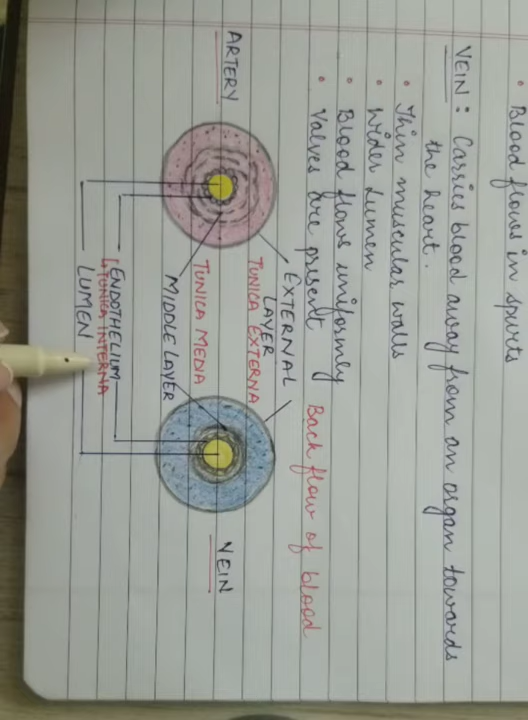 • Blood flows in spurts
VEIN : Carries blood away from an organ towards
the heart.
• Thin muscular walls
• Wider Lumen
• Blood flows uniformly
• Valves are present Back flow of blood
ARTERY
VEIN
EXTERNAL
LAYER
TUNICA EXTERNA
TUNICA MEDIA
MIDDLE LAYER
ENDOTHELIUM
TUNICA INTERNA
LUMEN